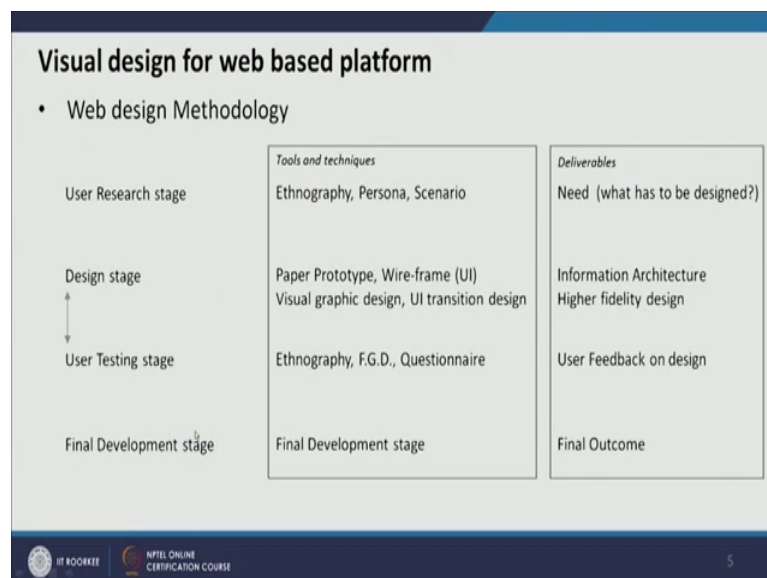 Visual design for web based platform
• Web design Methodology
Tools and techniques
Deliverables
User Research stage
Ethnography, Persona, Scenario
Need (what has to be designed?)
Design stage
Paper Prototype, Wire-frame (UI)
Information Architecture
Visual graphic design, UI transition design
Higher fidelity design
User Testing stage
Ethnography, F.G.D., Questionnaire
User Feedback on design
Final Development stage
Final Development stage
Final Outcome
IIT ROORKEE
NPTEL ONLINE
CERTIFICATION COURSE
5